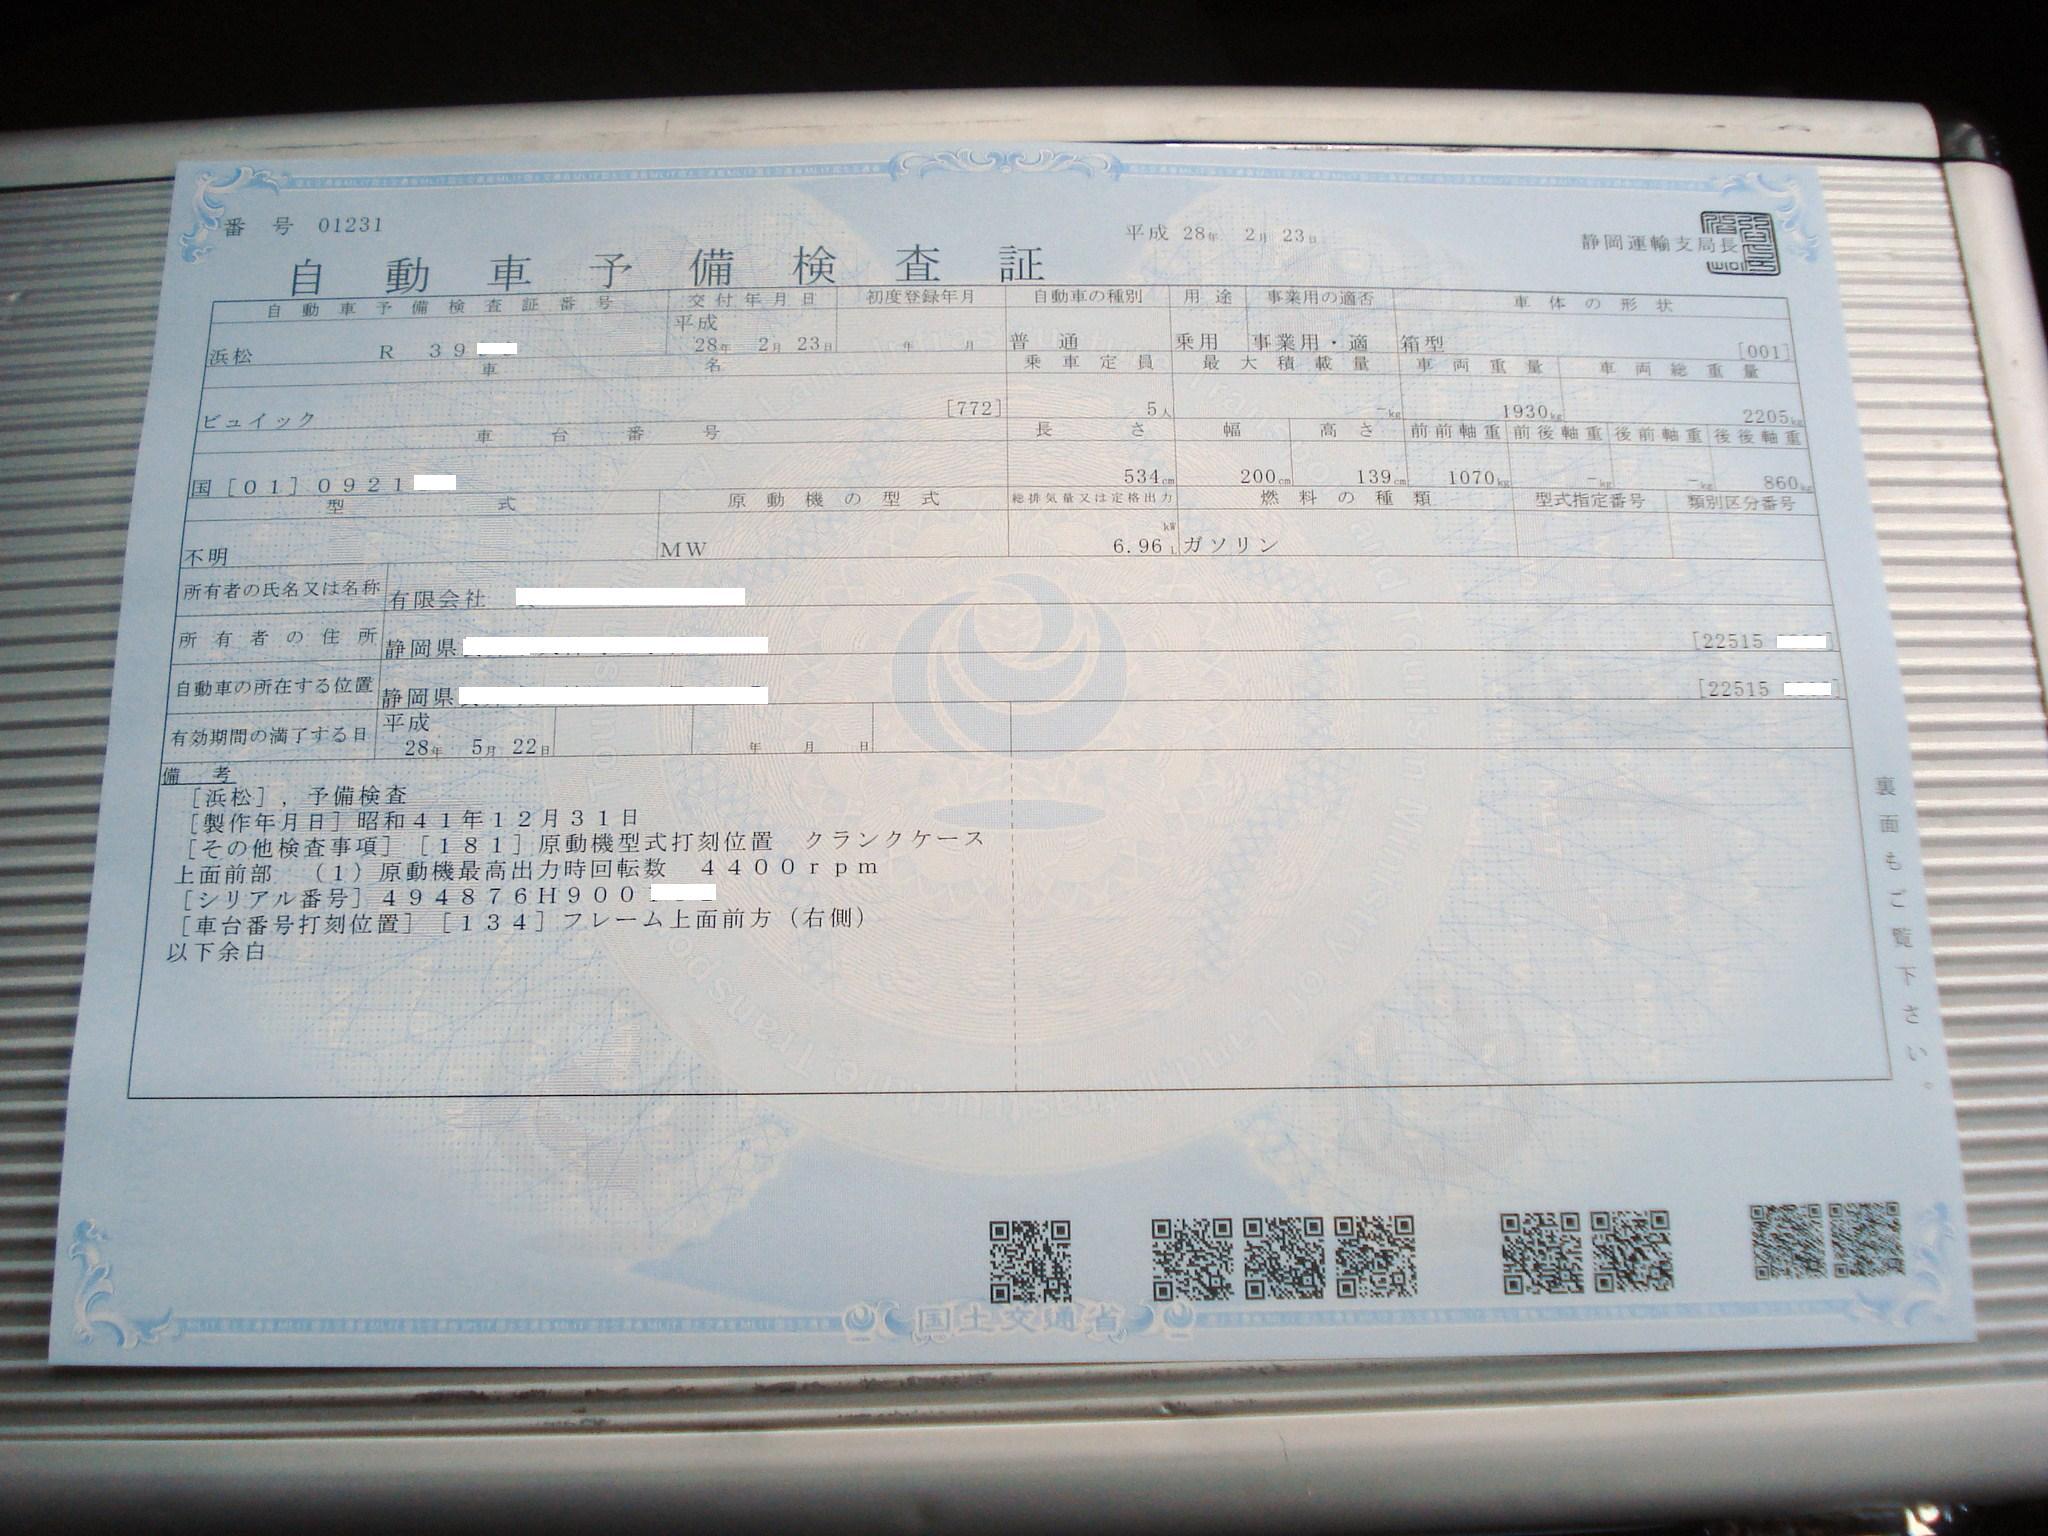 番号 01231
平成 28年 2月 23日
静岡運輸支局長
自動車予備検査証
自動車予備検査証番号 交付年月日 初度登録年月 自動車の種別 用途 事業用の適否 車体の形状
浜松 R 39 平成 28年 2月 23日 年 月 普通 乗用 事業用・適 箱型 [001]
車名 乗車定員 最大積載量 車両重量 車両総重量
ビュイック [772] 5人 -kg 1930kg 2205kg
車台番号 長さ 幅 高さ 前前軸重 前後軸重 後前軸重 後後軸重
国[01]0921 534cm 200cm 139cm 1070kg -kg -kg 860kg
型式 原動機の型式 総排気量又は定格出力 燃料の種類 型式指定番号 類別区分番号
不明 MW 6.96 kW L ガソリン
所有者の氏名又は名称 有限会社
所有者の住所 静岡県 [22515 ]
自動車の所在する位置 静岡県 [22515 ]
有効期間の満了する日 平成 28年 5月 22日 年 月 日
備考
[浜松],予備検査
[製作年月日]昭和41年12月31日
[その他検査事項][181]原動機型式打刻位置 クランクケース
上面前部 (1)原動機最高出力時回転数 4400rpm
[シリアル番号]494876H900
[車台番号打刻位置][134]フレーム上面前方(右側)
以下余白
裏面もご覧下さい。
国土交通省